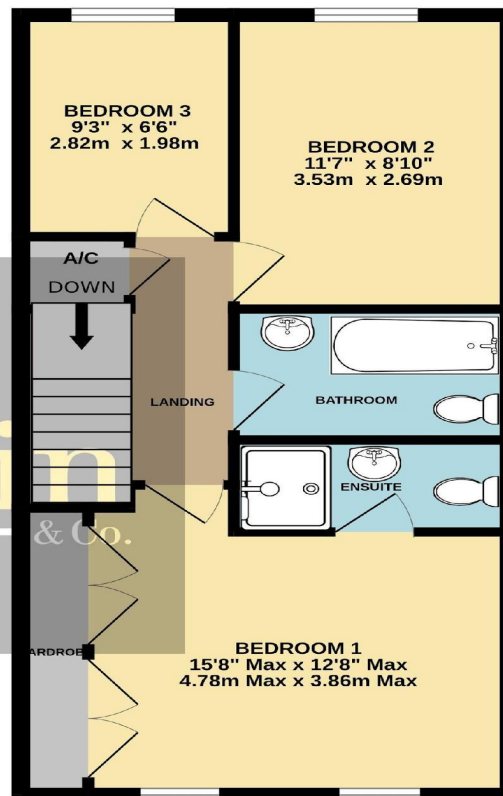 BEDROOM 3
9'3" x 6'6"
2.82m x 1.98m
BEDROOM 2
11'7" x 8'10"
3.53m x 2.69m
A/C
DOWN
LANDING
BATHROOM
ENSUITE
& Co.
BEDROOM 1
15'8" Max x 12'8" Max
4.78m Max x 3.86m Max